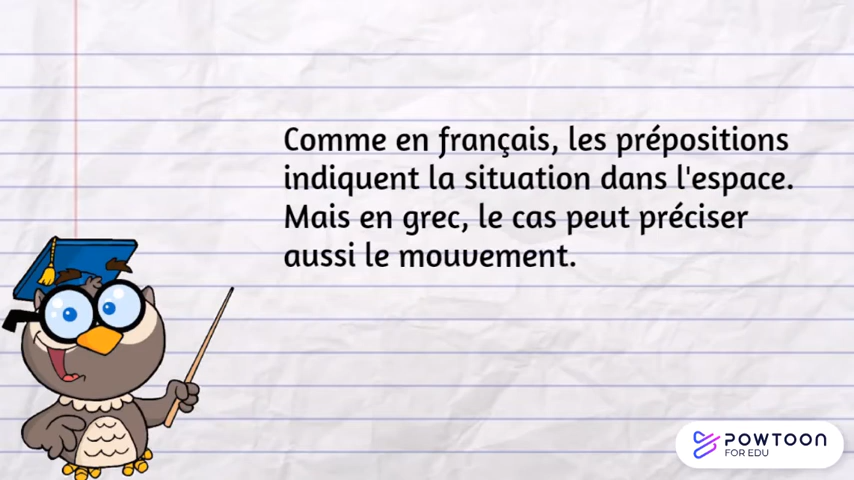 Comme en français, les prépositions
indiquent la situation dans l'espace.
Mais en grec, le cas peut préciser
aussi le mouvement.
POWTOON
FOR EDU